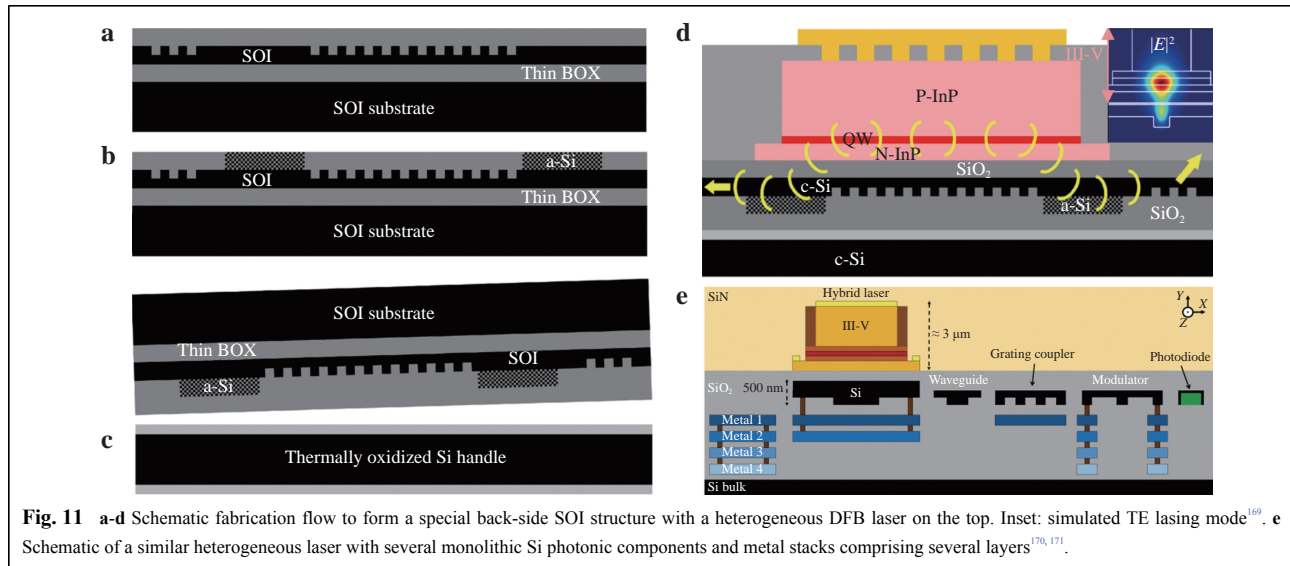 a
SOI
Thin BOX
SOI substrate
b
a-Si
SOI
Thin BOX
SOI substrate
SOI substrate
Thin BOX
SOI
a-Si
c
Thermally oxidized Si handle
d
|E|²
III-V
P-InP
QW
N-InP
SiO₂
c-Si
a-Si
SiO₂
c-Si
e
SiN
Hybrid laser
Y
X
Z
III-V
≈ 3 μm
Grating coupler
Photodiode
SiO₂
500 nm
Si
Waveguide
Modulator
Metal 1
Metal 2
Metal 3
Metal 4
Si bulk
Fig. 11 a-d Schematic fabrication flow to form a special back-side SOI structure with a heterogeneous DFB laser on the top. Inset: simulated TE lasing mode¹⁶⁹. e
Schematic of a similar heterogeneous laser with several monolithic Si photonic components and metal stacks comprising several layers¹⁷⁰, ¹⁷¹.